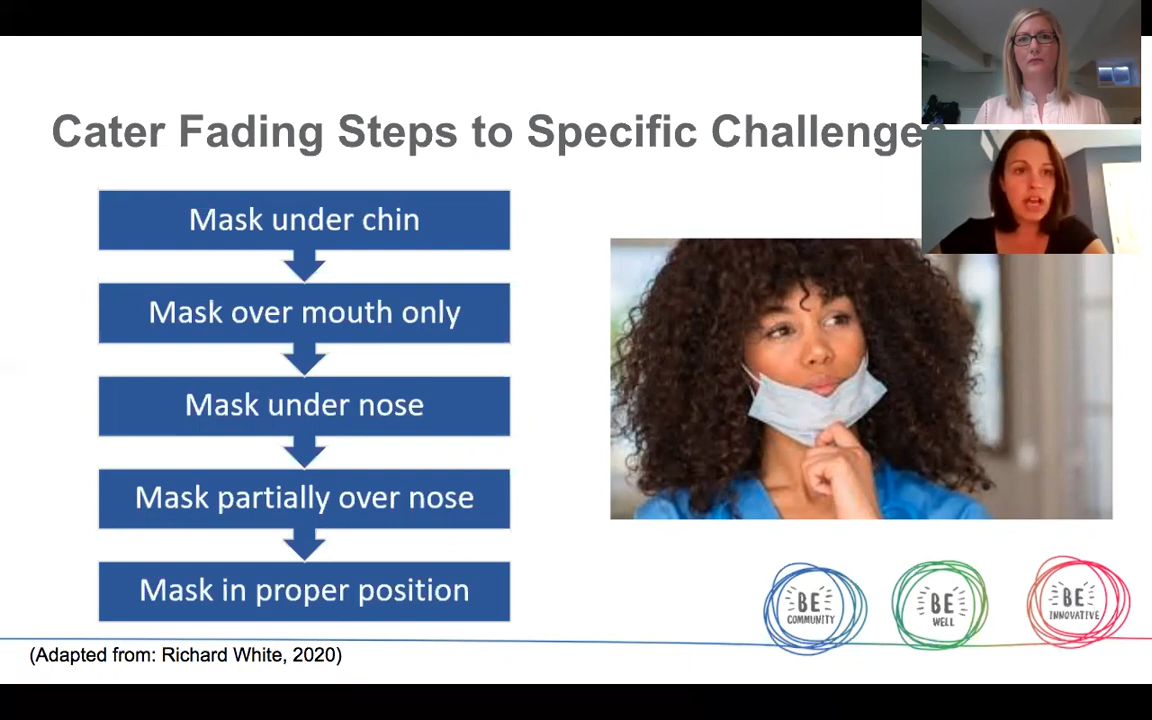 Cater Fading Steps to Specific Challenges
Mask under chin
Mask over mouth only
Mask under nose
Mask partially over nose
Mask in proper position
BE
COMMUNITY
BE
WELL
BE
INNOVATIVE
(Adapted from: Richard White, 2020)